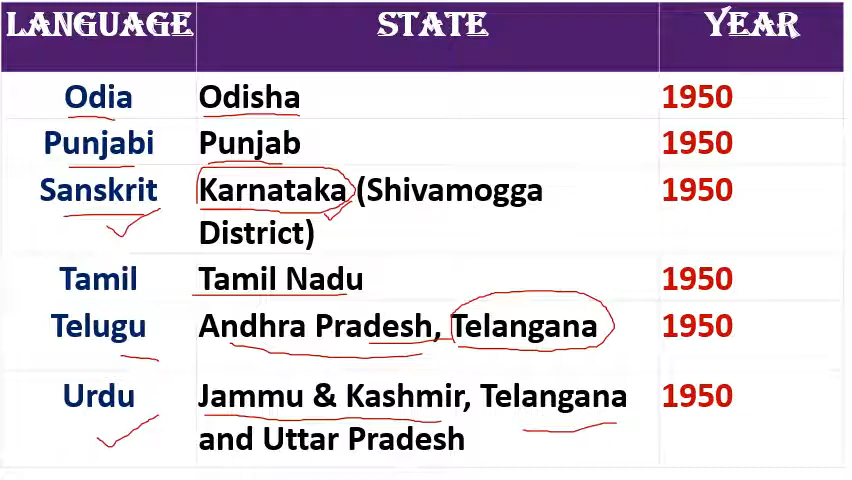 LANGUAGE STATE YEAR
Odia Odisha 1950
Punjabi Punjab 1950
Sanskrit Karnataka (Shivamogga 1950
District)
Tamil Tamil Nadu 1950
Telugu Andhra Pradesh, Telangana 1950
Urdu Jammu & Kashmir, Telangana 1950
and Uttar Pradesh